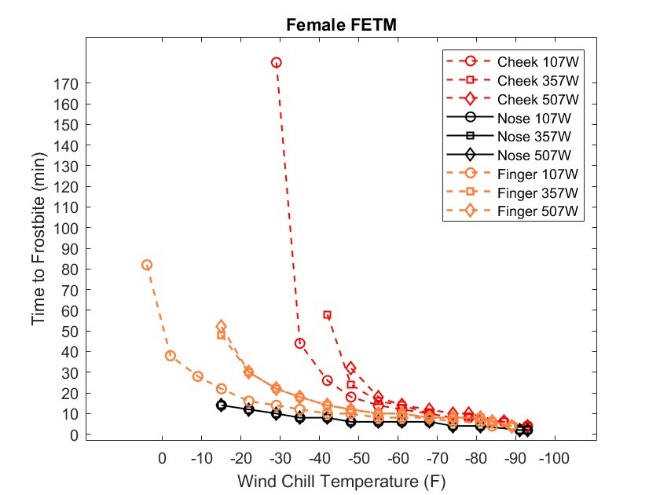 Female FETM
Time to Frostbite (min)
170
160
150
140
130
120
110
100
90
80
70
60
50
40
30
20
10
0
Cheek 107W
Cheek 357W
Cheek 507W
Nose 107W
Nose 357W
Nose 507W
Finger 107W
Finger 357W
Finger 507W
0 -10 -20 -30 -40 -50 -60 -70 -80 -90 -100
Wind Chill Temperature (F)